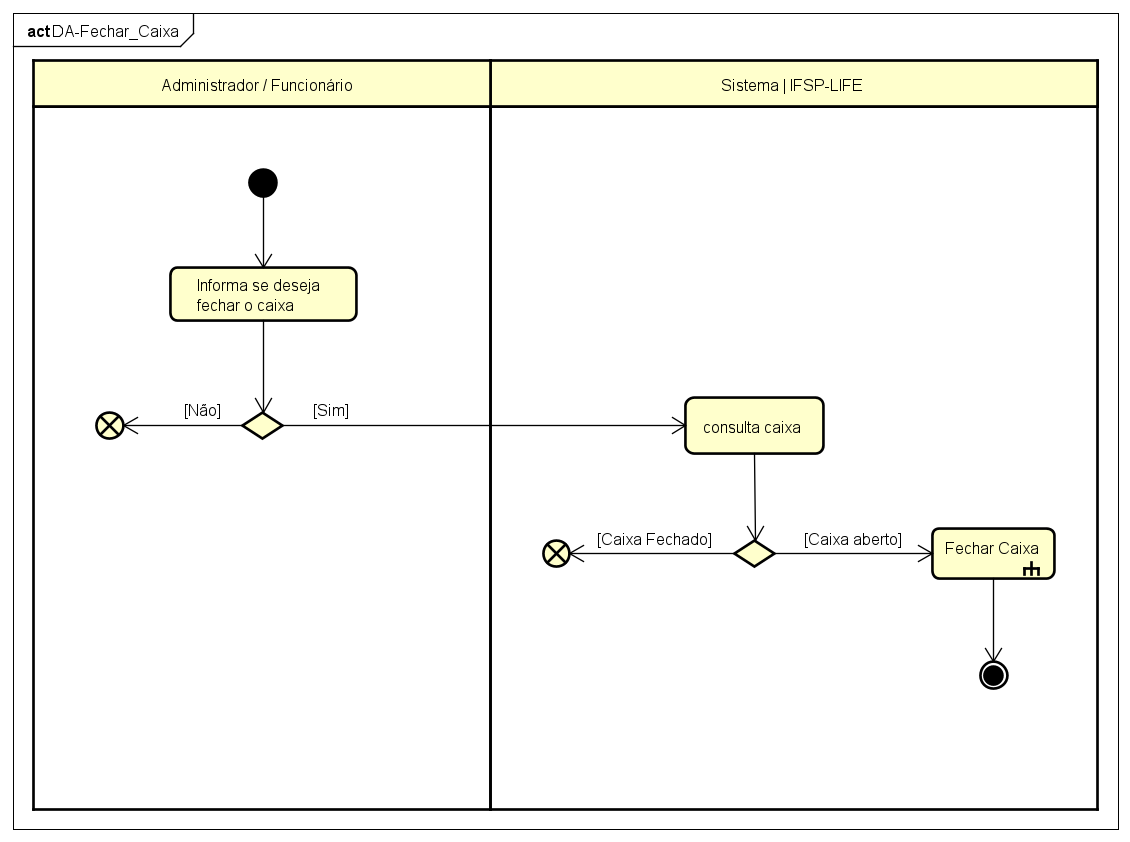 act DA-Fechar_Caixa
Administrador / Funcionário
Sistema | IFSP-LIFE
Informa se deseja
fechar o caixa
[Não]
[Sim]
consulta caixa
[Caixa Fechado]
[Caixa aberto]
Fechar Caixa